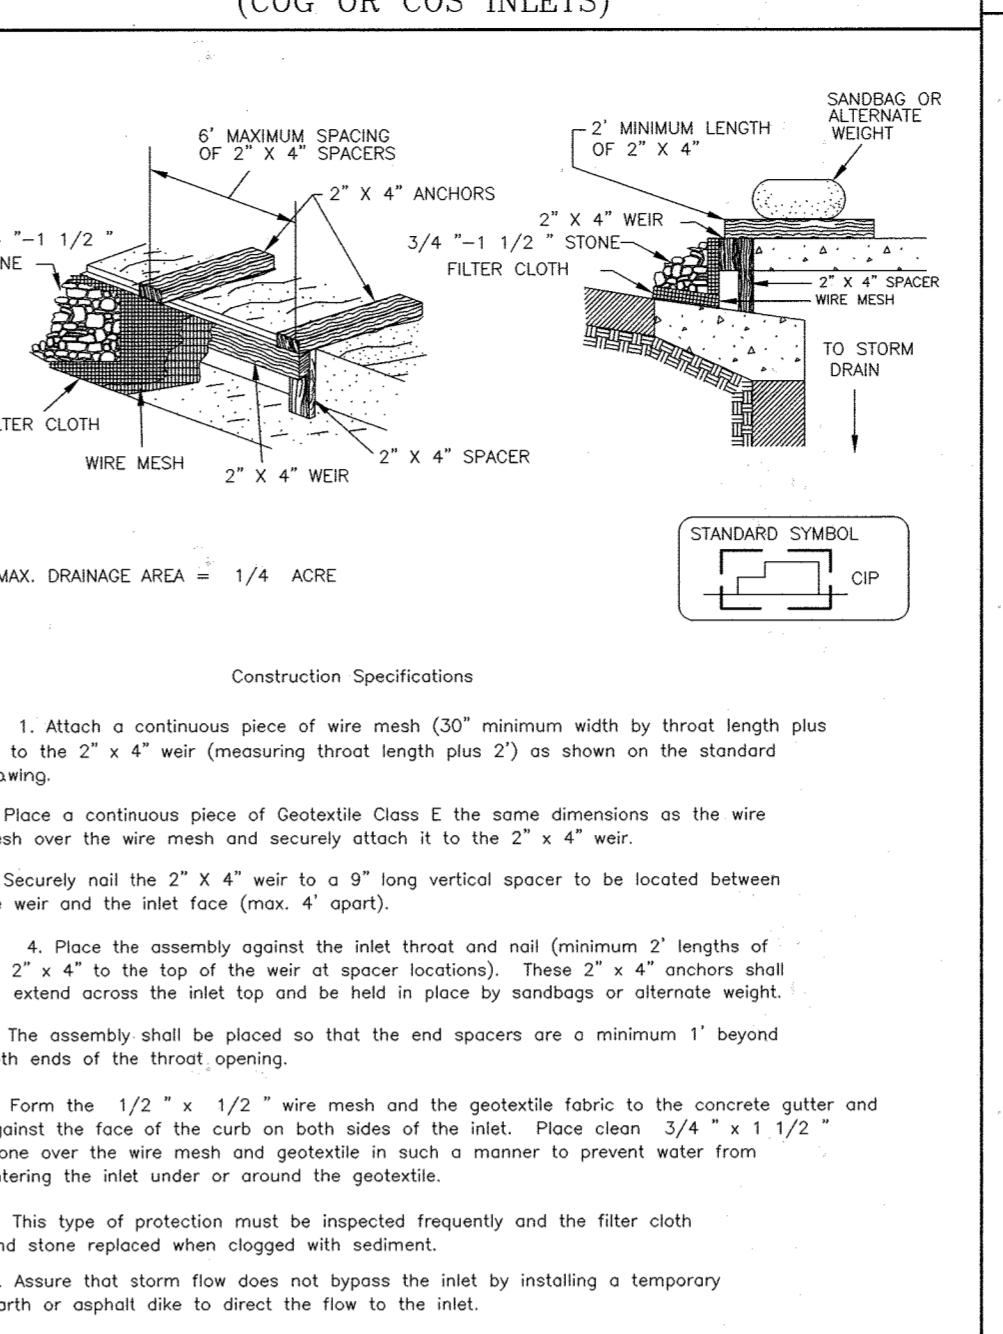 (COG OR COS INLETS)
6' MAXIMUM SPACING
OF 2" X 4" SPACERS
2" X 4" ANCHORS
"-1 1/2 "
NE
LTER CLOTH
WIRE MESH
2" X 4" WEIR
2" X 4" SPACER
SANDBAG OR
ALTERNATE
WEIGHT
2' MINIMUM LENGTH
OF 2" X 4"
2" X 4" WEIR
3/4 "-1 1/2 " STONE
FILTER CLOTH
2" X 4" SPACER
WIRE MESH
TO STORM
DRAIN
STANDARD SYMBOL
CIP
MAX. DRAINAGE AREA = 1/4 ACRE
Construction Specifications
1. Attach a continuous piece of wire mesh (30" minimum width by throat length plus
to the 2" x 4" weir (measuring throat length plus 2') as shown on the standard
awing.
Place a continuous piece of Geotextile Class E the same dimensions as the wire
esh over the wire mesh and securely attach it to the 2" x 4" weir.
Securely nail the 2" X 4" weir to a 9" long vertical spacer to be located between
e weir and the inlet face (max. 4' apart).
4. Place the assembly against the inlet throat and nail (minimum 2' lengths of
2" x 4" to the top of the weir at spacer locations). These 2" x 4" anchors shall
extend across the inlet top and be held in place by sandbags or alternate weight.
The assembly shall be placed so that the end spacers are a minimum 1' beyond
th ends of the throat opening.
Form the 1/2 " x 1/2 " wire mesh and the geotextile fabric to the concrete gutter and
gainst the face of the curb on both sides of the inlet. Place clean 3/4 " x 1 1/2 "
one over the wire mesh and geotextile in such a manner to prevent water from
tering the inlet under or around the geotextile.
This type of protection must be inspected frequently and the filter cloth
nd stone replaced when clogged with sediment.
. Assure that storm flow does not bypass the inlet by installing a temporary
arth or asphalt dike to direct the flow to the inlet.